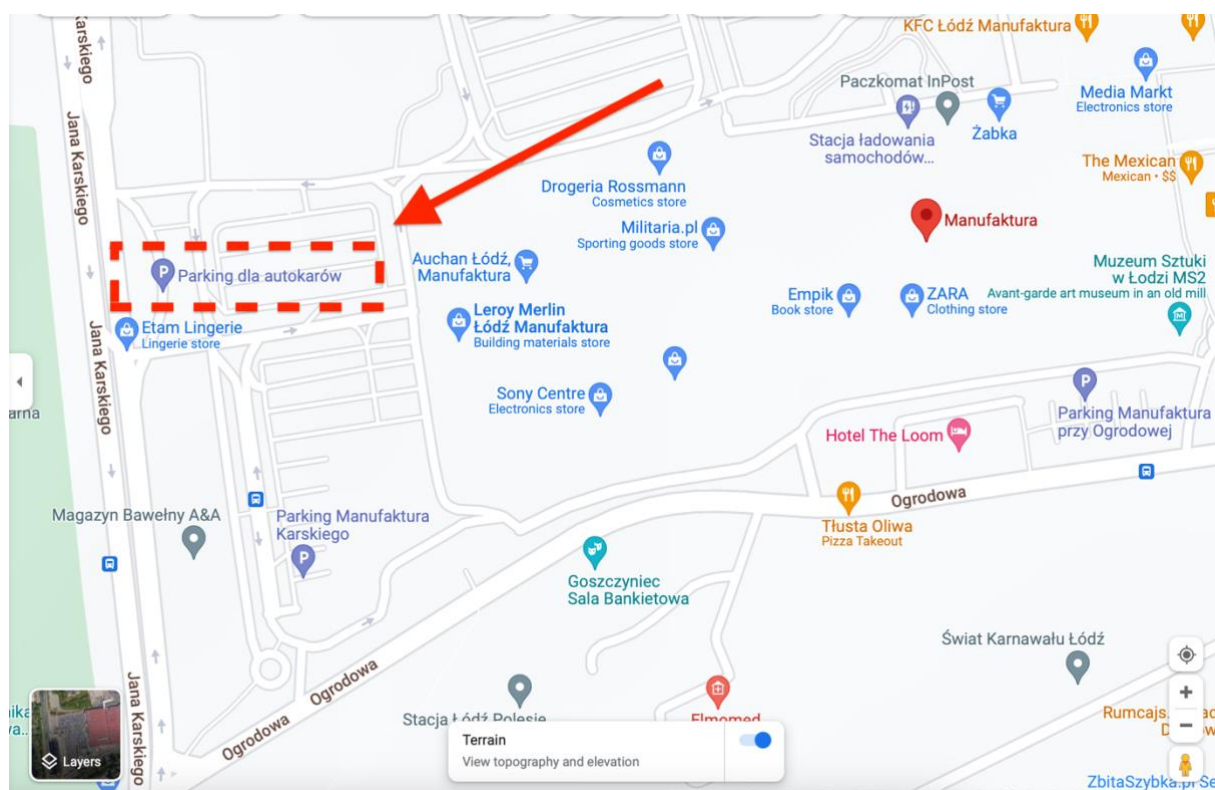 Karskiego
KFC Łódź Manufaktura
Paczkomat InPost
Media Markt
Electronics store
Stacja ładowania
samochodów...
Żabka
Jana Karskiego
The Mexican
Mexican · $$
Drogeria Rossmann
Cosmetics store
Militaria.pl
Sporting goods store
Manufaktura
Auchan Łódź,
Manufaktura
Muzeum Sztuki
w Łodzi MS2
Avant-garde art museum in an old mill
P
Parking dla autokarów
Empik
Book store
ZARA
Clothing store
Leroy Merlin
Łódź Manufaktura
Building materials store
Etam Lingerie
Lingerie store
Jana Karskiego
Sony Centre
Electronics store
P
Parking Manufaktura
przy Ogrodowej
arna
Hotel The Loom
Ogrodowa
Magazyn Bawełny A&A
Parking Manufaktura
Karskiego
P
Tłusta Oliwa
Pizza Takeout
Goszczyniec
Sala Bankietowa
Świat Karnawału Łódź
Ogrodowa
Jana Karskiego
Stacja Łódź Polesie
Elmomed
Rumcajs.
Ogrodowa
Layers
Terrain
View topography and elevation
ZbitaSzybka.pl Se